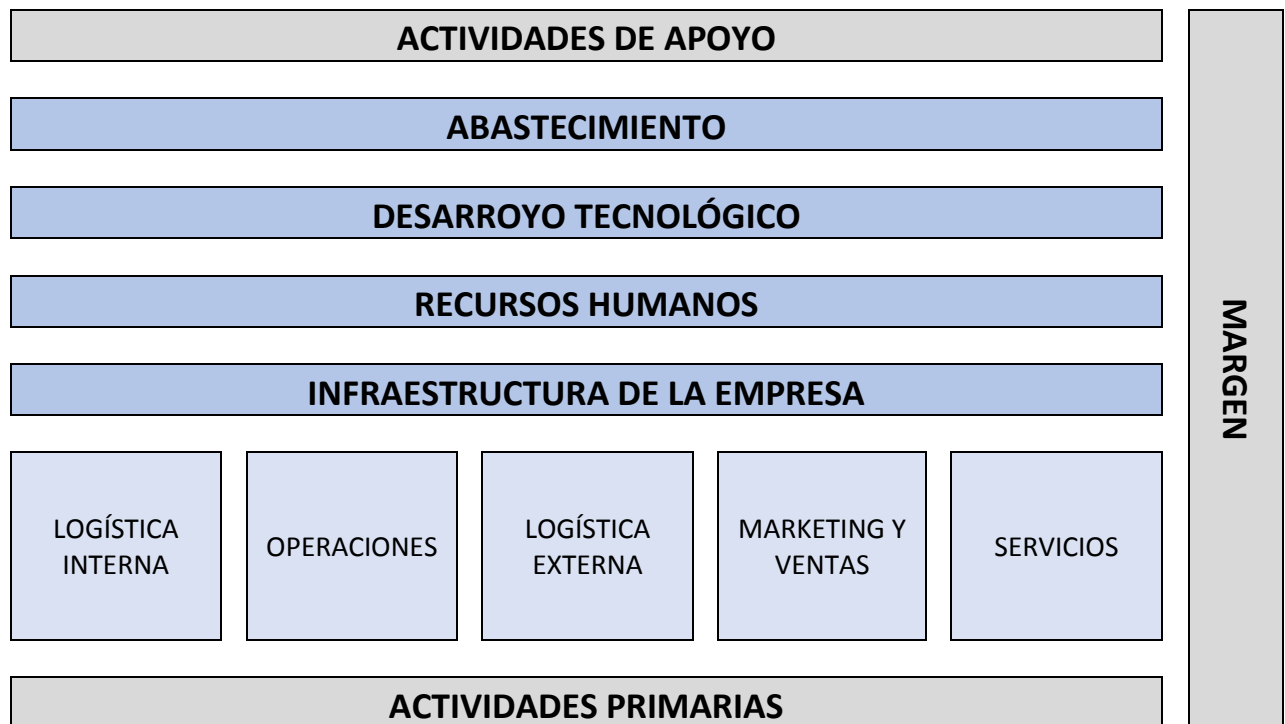 ACTIVIDADES DE APOYO
ABASTECIMIENTO
DESARROYO TECNOLÓGICO
RECURSOS HUMANOS
INFRAESTRUCTURA DE LA EMPRESA
LOGÍSTICA
INTERNA
OPERACIONES
LOGÍSTICA
EXTERNA
MARKETING Y
VENTAS
SERVICIOS
ACTIVIDADES PRIMARIAS
MARGEN